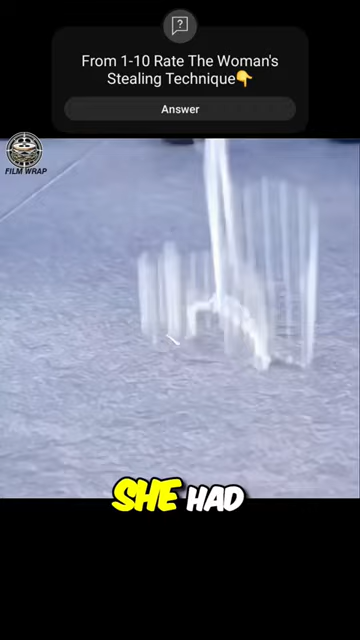 From 1-10 Rate The Woman's
Stealing Technique👇
Answer
FILM WRAP
SHE HAD